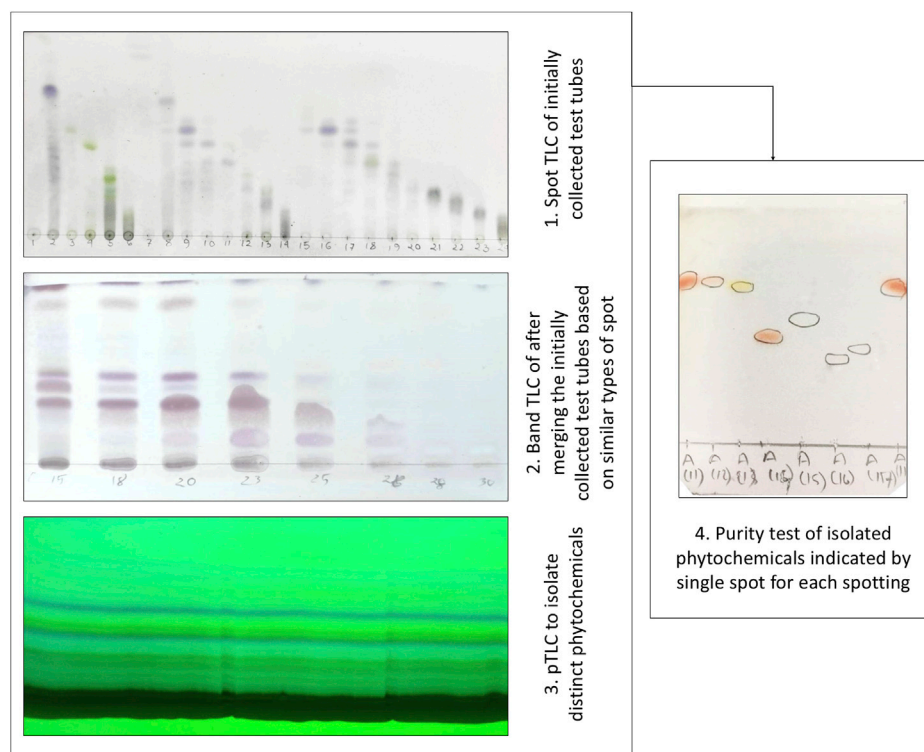 1. Spot TLC of initially
collected test tubes
1 2 3 4 5 6 7 8 9 10 11 12 13 14 15 16 17 18 19 20 21 22 23
2. Band TLC of after
merging the initially
collected test tubes based
on similar types of spot
15 18 20 23 25 30
3. pTLC to isolate
distinct phytochemicals
A A A A A A A A
(11) (12) (15) (16)
4. Purity test of isolated
phytochemicals indicated by
single spot for each spotting